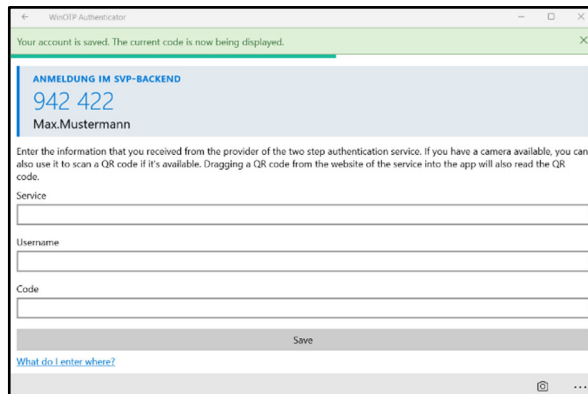 WinOTP Authenticator
Your account is saved. The current code is now being displayed.
ANMELDUNG IM SVP-BACKEND
942 422
Max.Mustermann
Enter the information that you received from the provider of the two step authentication service. If you have a camera available, you can
also use it to scan a QR code if it's available. Dragging a QR code from the website of the service into the app will also read the QR
code.
Service
Username
Code
Save
What do I enter where?